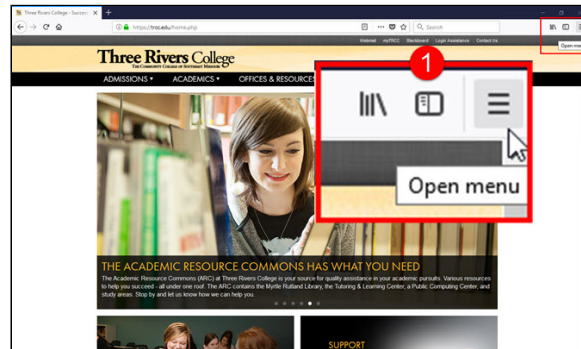 Three Rivers College - Success
https://trcc.edu/home.php
Search
Webmail myTRCC Blackboard Login Assistance Contact Us
Open menu
Three Rivers College
THE COMMUNITY COLLEGE OF SOUTHEAST MISSOURI
ADMISSIONS ACADEMICS OFFICES & RESOURCES
1
Open menu
THE ACADEMIC RESOURCE COMMONS HAS WHAT YOU NEED
The Academic Resource Commons (ARC) at Three Rivers College is your source for quality assistance in your academic pursuits. Various resources
to help you succeed - all under one roof. The ARC contains the Myrtle Rutland Library, the Tutoring & Learning Center, a Public Computing Center, and
study areas. Stop by and let us know how we can help you.
SUPPORT